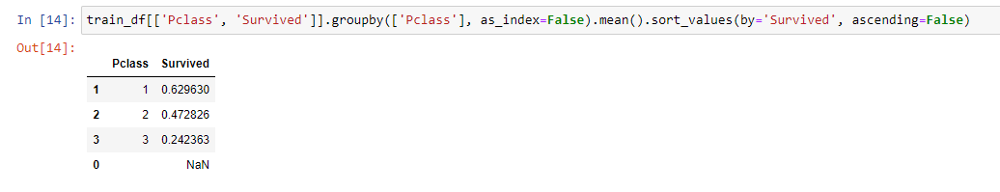 In [14]: train_df[['Pclass', 'Survived']].groupby(['Pclass'], as_index=False).mean().sort_values(by='Survived', ascending=False)
Out[14]:
Pclass Survived
1 1 0.629630
2 2 0.472826
3 3 0.242363
0 NaN